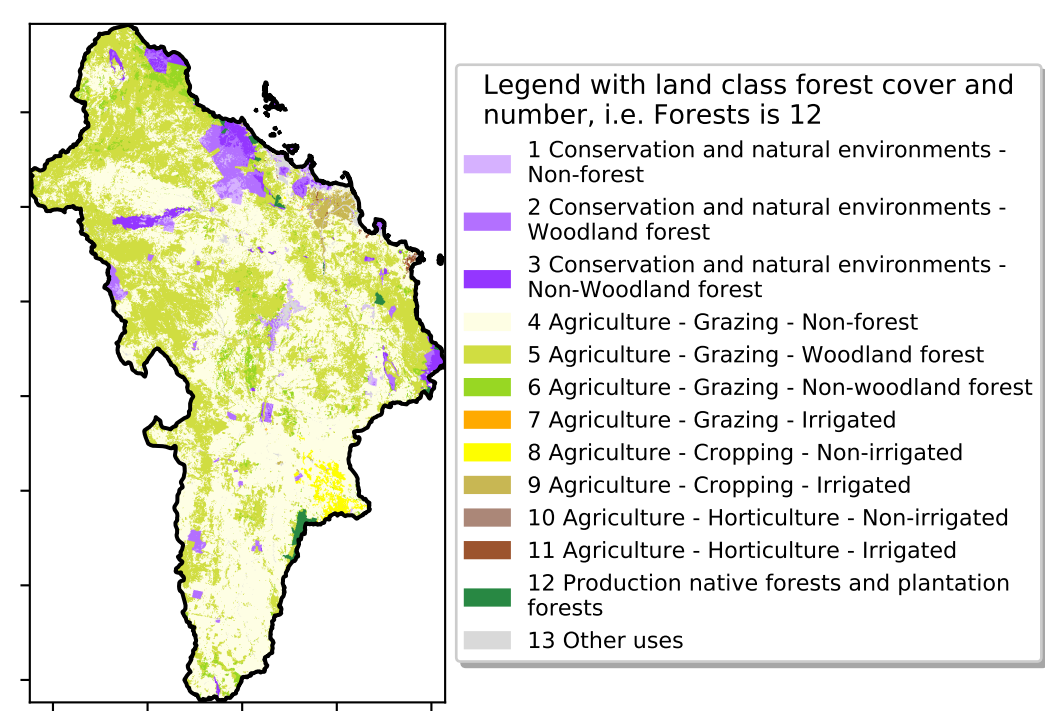 Legend with land class forest cover and
number, i.e. Forests is 12
1 Conservation and natural environments -
Non-forest
2 Conservation and natural environments -
Woodland forest
3 Conservation and natural environments -
Non-Woodland forest
4 Agriculture - Grazing - Non-forest
5 Agriculture - Grazing - Woodland forest
6 Agriculture - Grazing - Non-woodland forest
7 Agriculture - Grazing - Irrigated
8 Agriculture - Cropping - Non-irrigated
9 Agriculture - Cropping - Irrigated
10 Agriculture - Horticulture - Non-irrigated
11 Agriculture - Horticulture - Irrigated
12 Production native forests and plantation
forests
13 Other uses